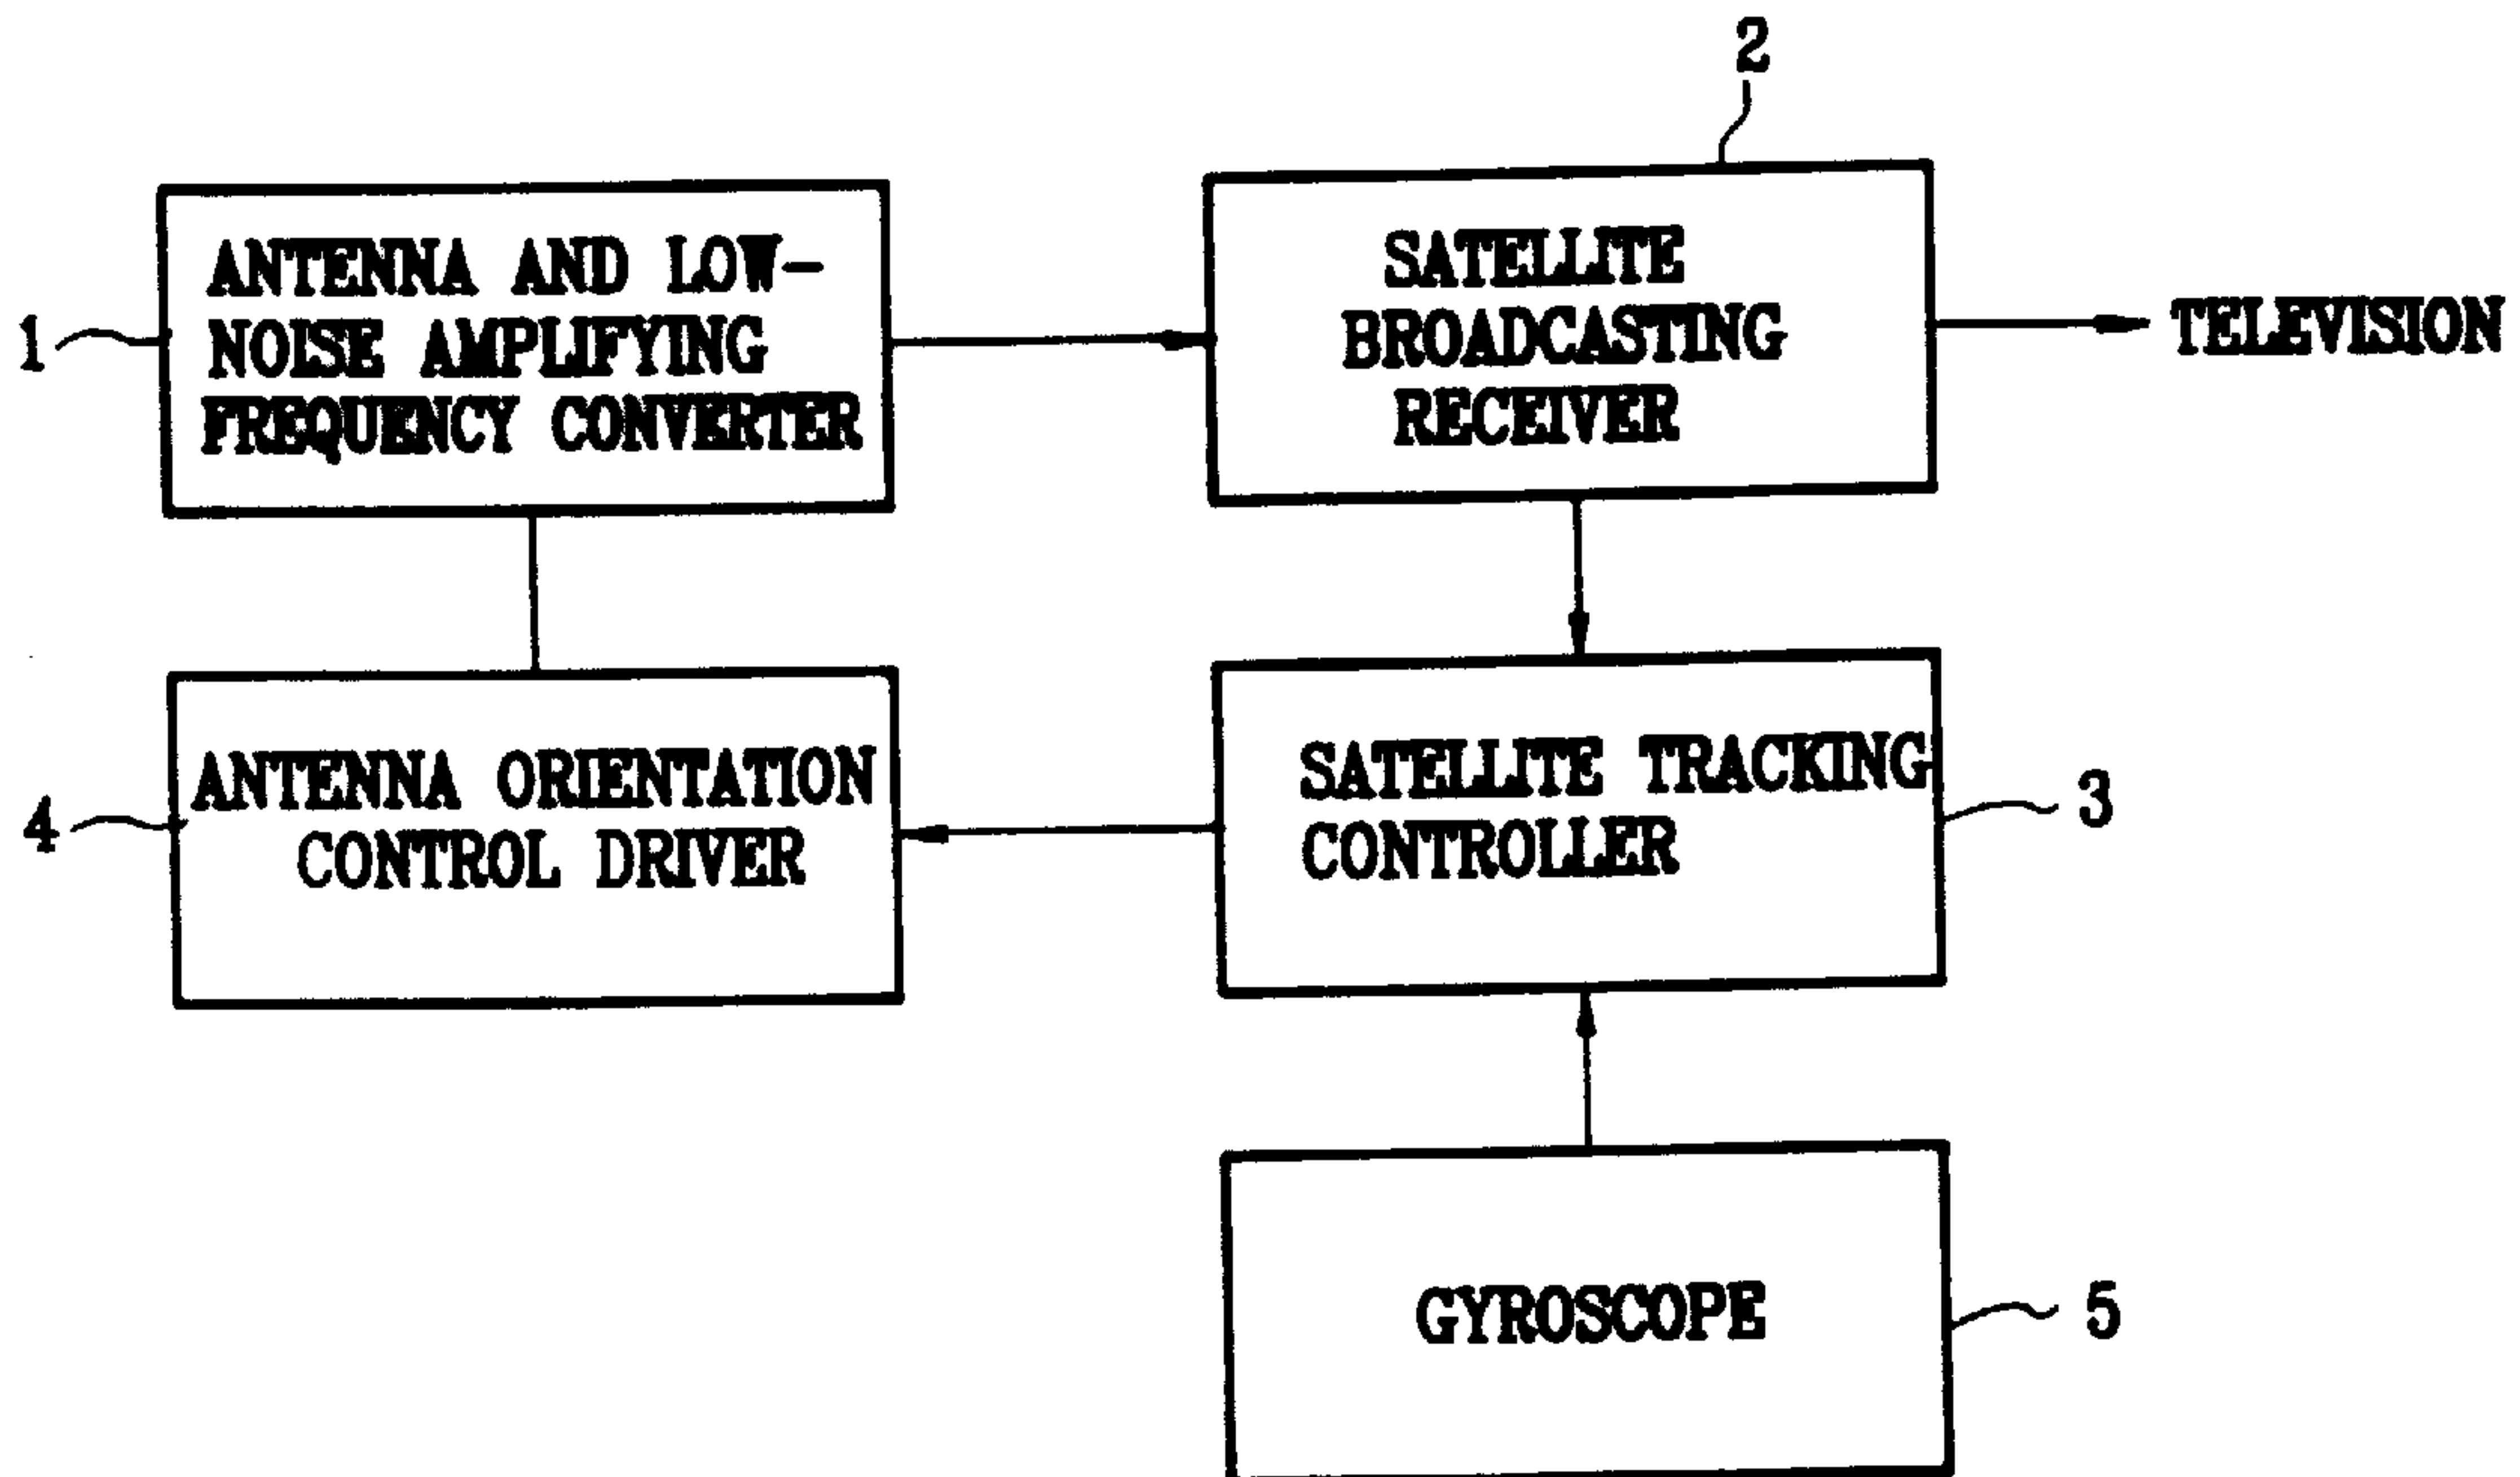 2
ANTENNA AND LOW-
NOISE AMPLIFYING
FREQUENCY CONVERTER
1
SATELLITE
BROADCASTING
RECEIVER
TELEVISION
ANTENNA ORIENTATION
CONTROL DRIVER
4
SATELLITE TRACKING
CONTROLLER
3
GYROSCOPE
5